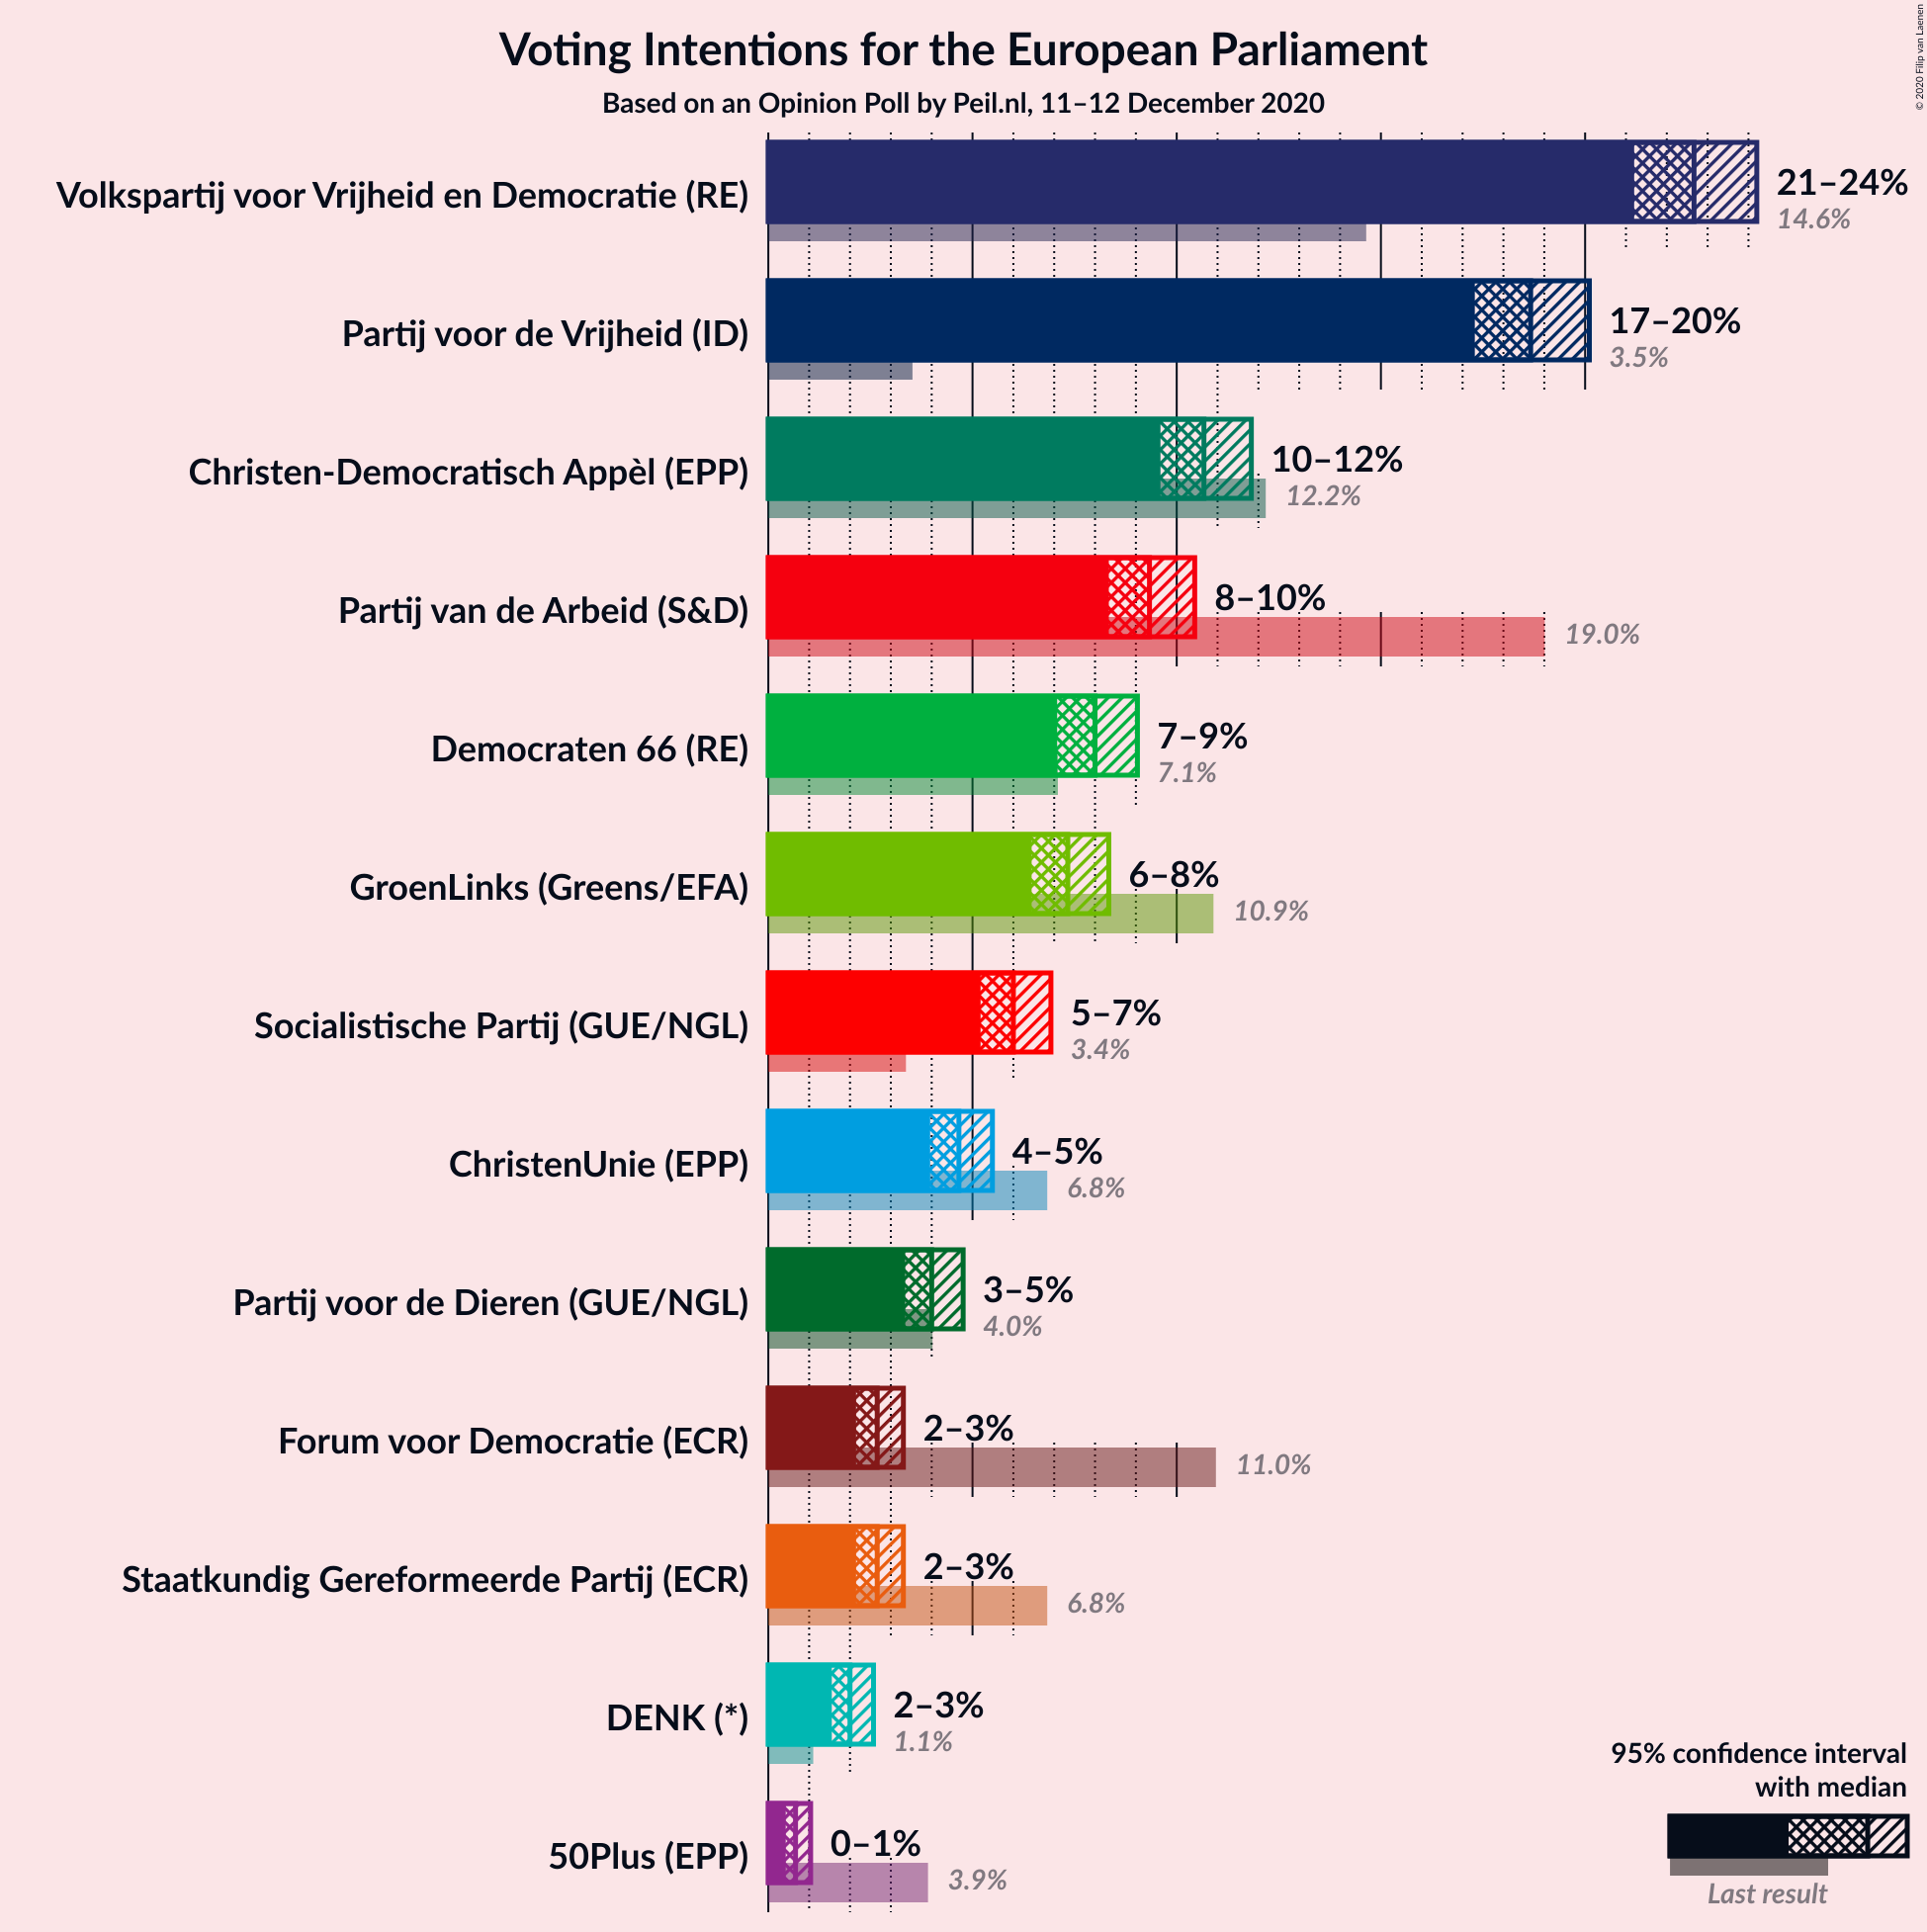 Voting Intentions for the European Parliament
Based on an Opinion Poll by Peil.nl, 11–12 December 2020
© 2020 Filip van Laenen
Volkspartij voor Vrijheid en Democratie (RE)
21–24%
14.6%
Partij voor de Vrijheid (ID)
17–20%
3.5%
Christen-Democratisch Appèl (EPP)
10–12%
12.2%
Partij van de Arbeid (S&D)
8–10%
19.0%
Democraten 66 (RE)
7–9%
7.1%
GroenLinks (Greens/EFA)
6–8%
10.9%
Socialistische Partij (GUE/NGL)
5–7%
3.4%
ChristenUnie (EPP)
4–5%
6.8%
Partij voor de Dieren (GUE/NGL)
3–5%
4.0%
Forum voor Democratie (ECR)
2–3%
11.0%
Staatkundig Gereformeerde Partij (ECR)
2–3%
6.8%
DENK (*)
2–3%
1.1%
50Plus (EPP)
0–1%
3.9%
95% confidence interval
with median
Last result